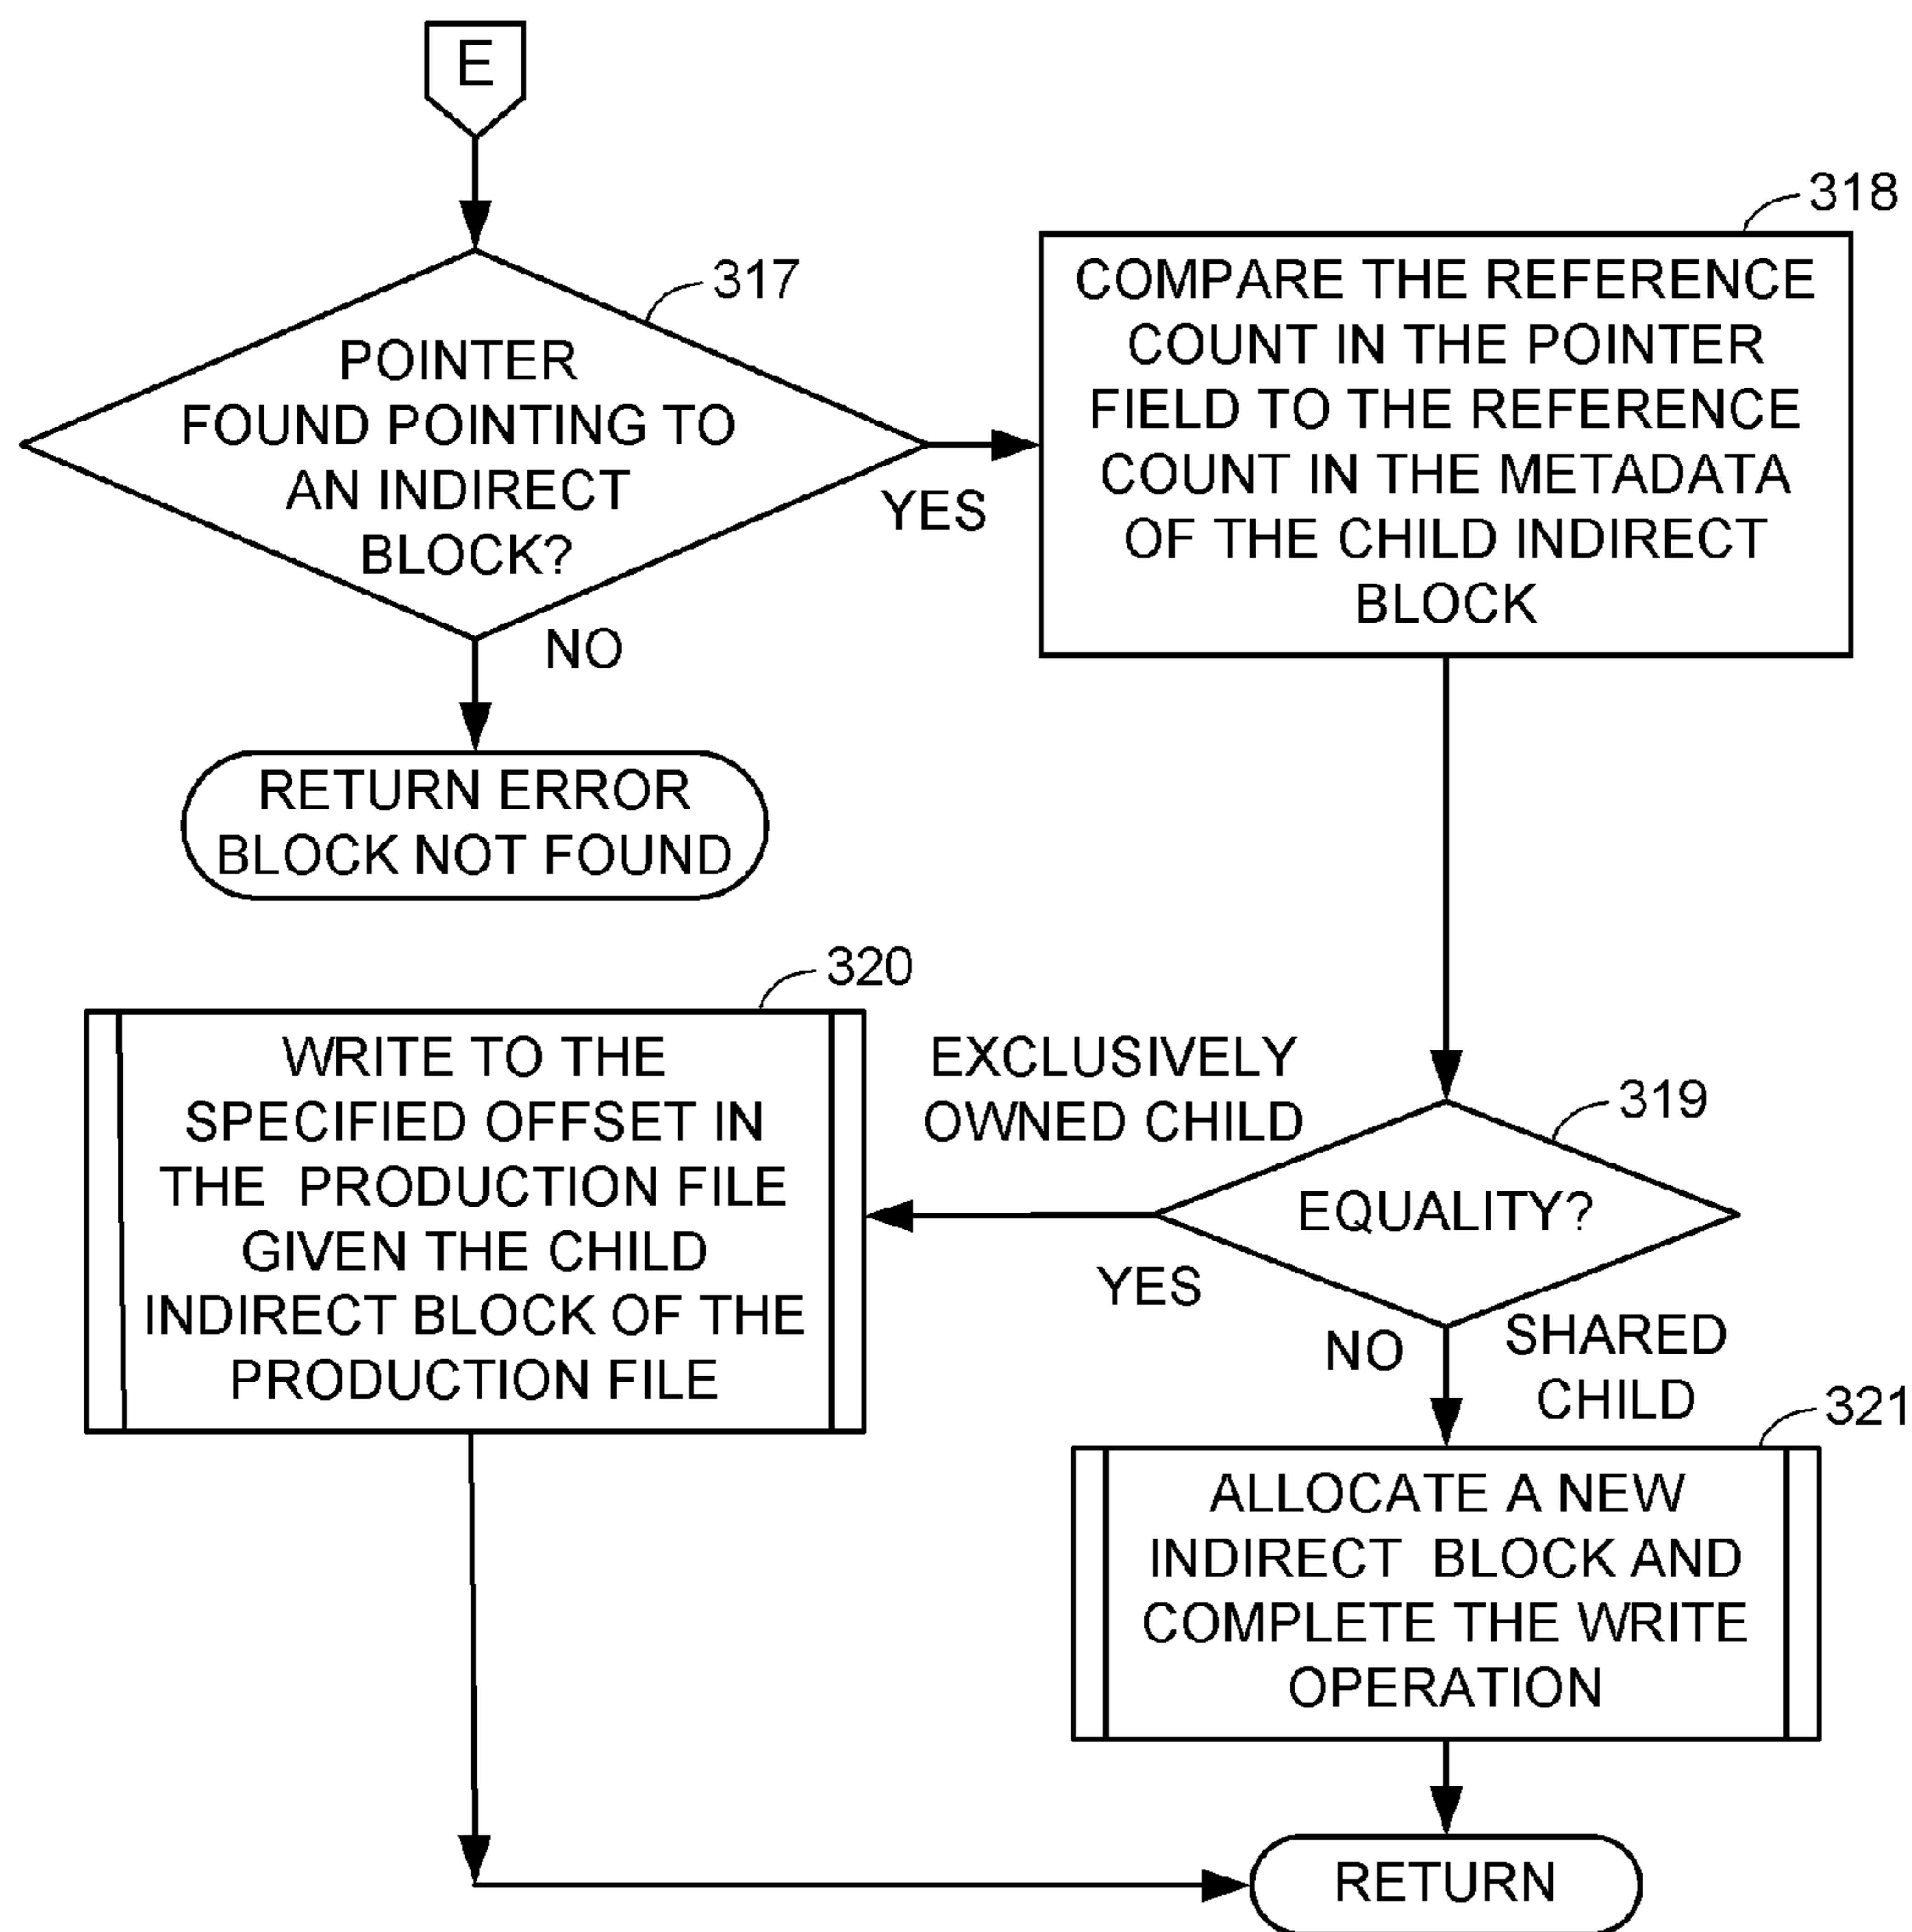 E
317
POINTER
FOUND POINTING TO
AN INDIRECT
BLOCK?
YES
NO
318
COMPARE THE REFERENCE
COUNT IN THE POINTER
FIELD TO THE REFERENCE
COUNT IN THE METADATA
OF THE CHILD INDIRECT
BLOCK
RETURN ERROR
BLOCK NOT FOUND
320
WRITE TO THE
SPECIFIED OFFSET IN
THE PRODUCTION FILE
GIVEN THE CHILD
INDIRECT BLOCK OF THE
PRODUCTION FILE
EXCLUSIVELY
OWNED CHILD
YES
319
EQUALITY?
NO
SHARED
CHILD
321
ALLOCATE A NEW
INDIRECT BLOCK AND
COMPLETE THE WRITE
OPERATION
RETURN